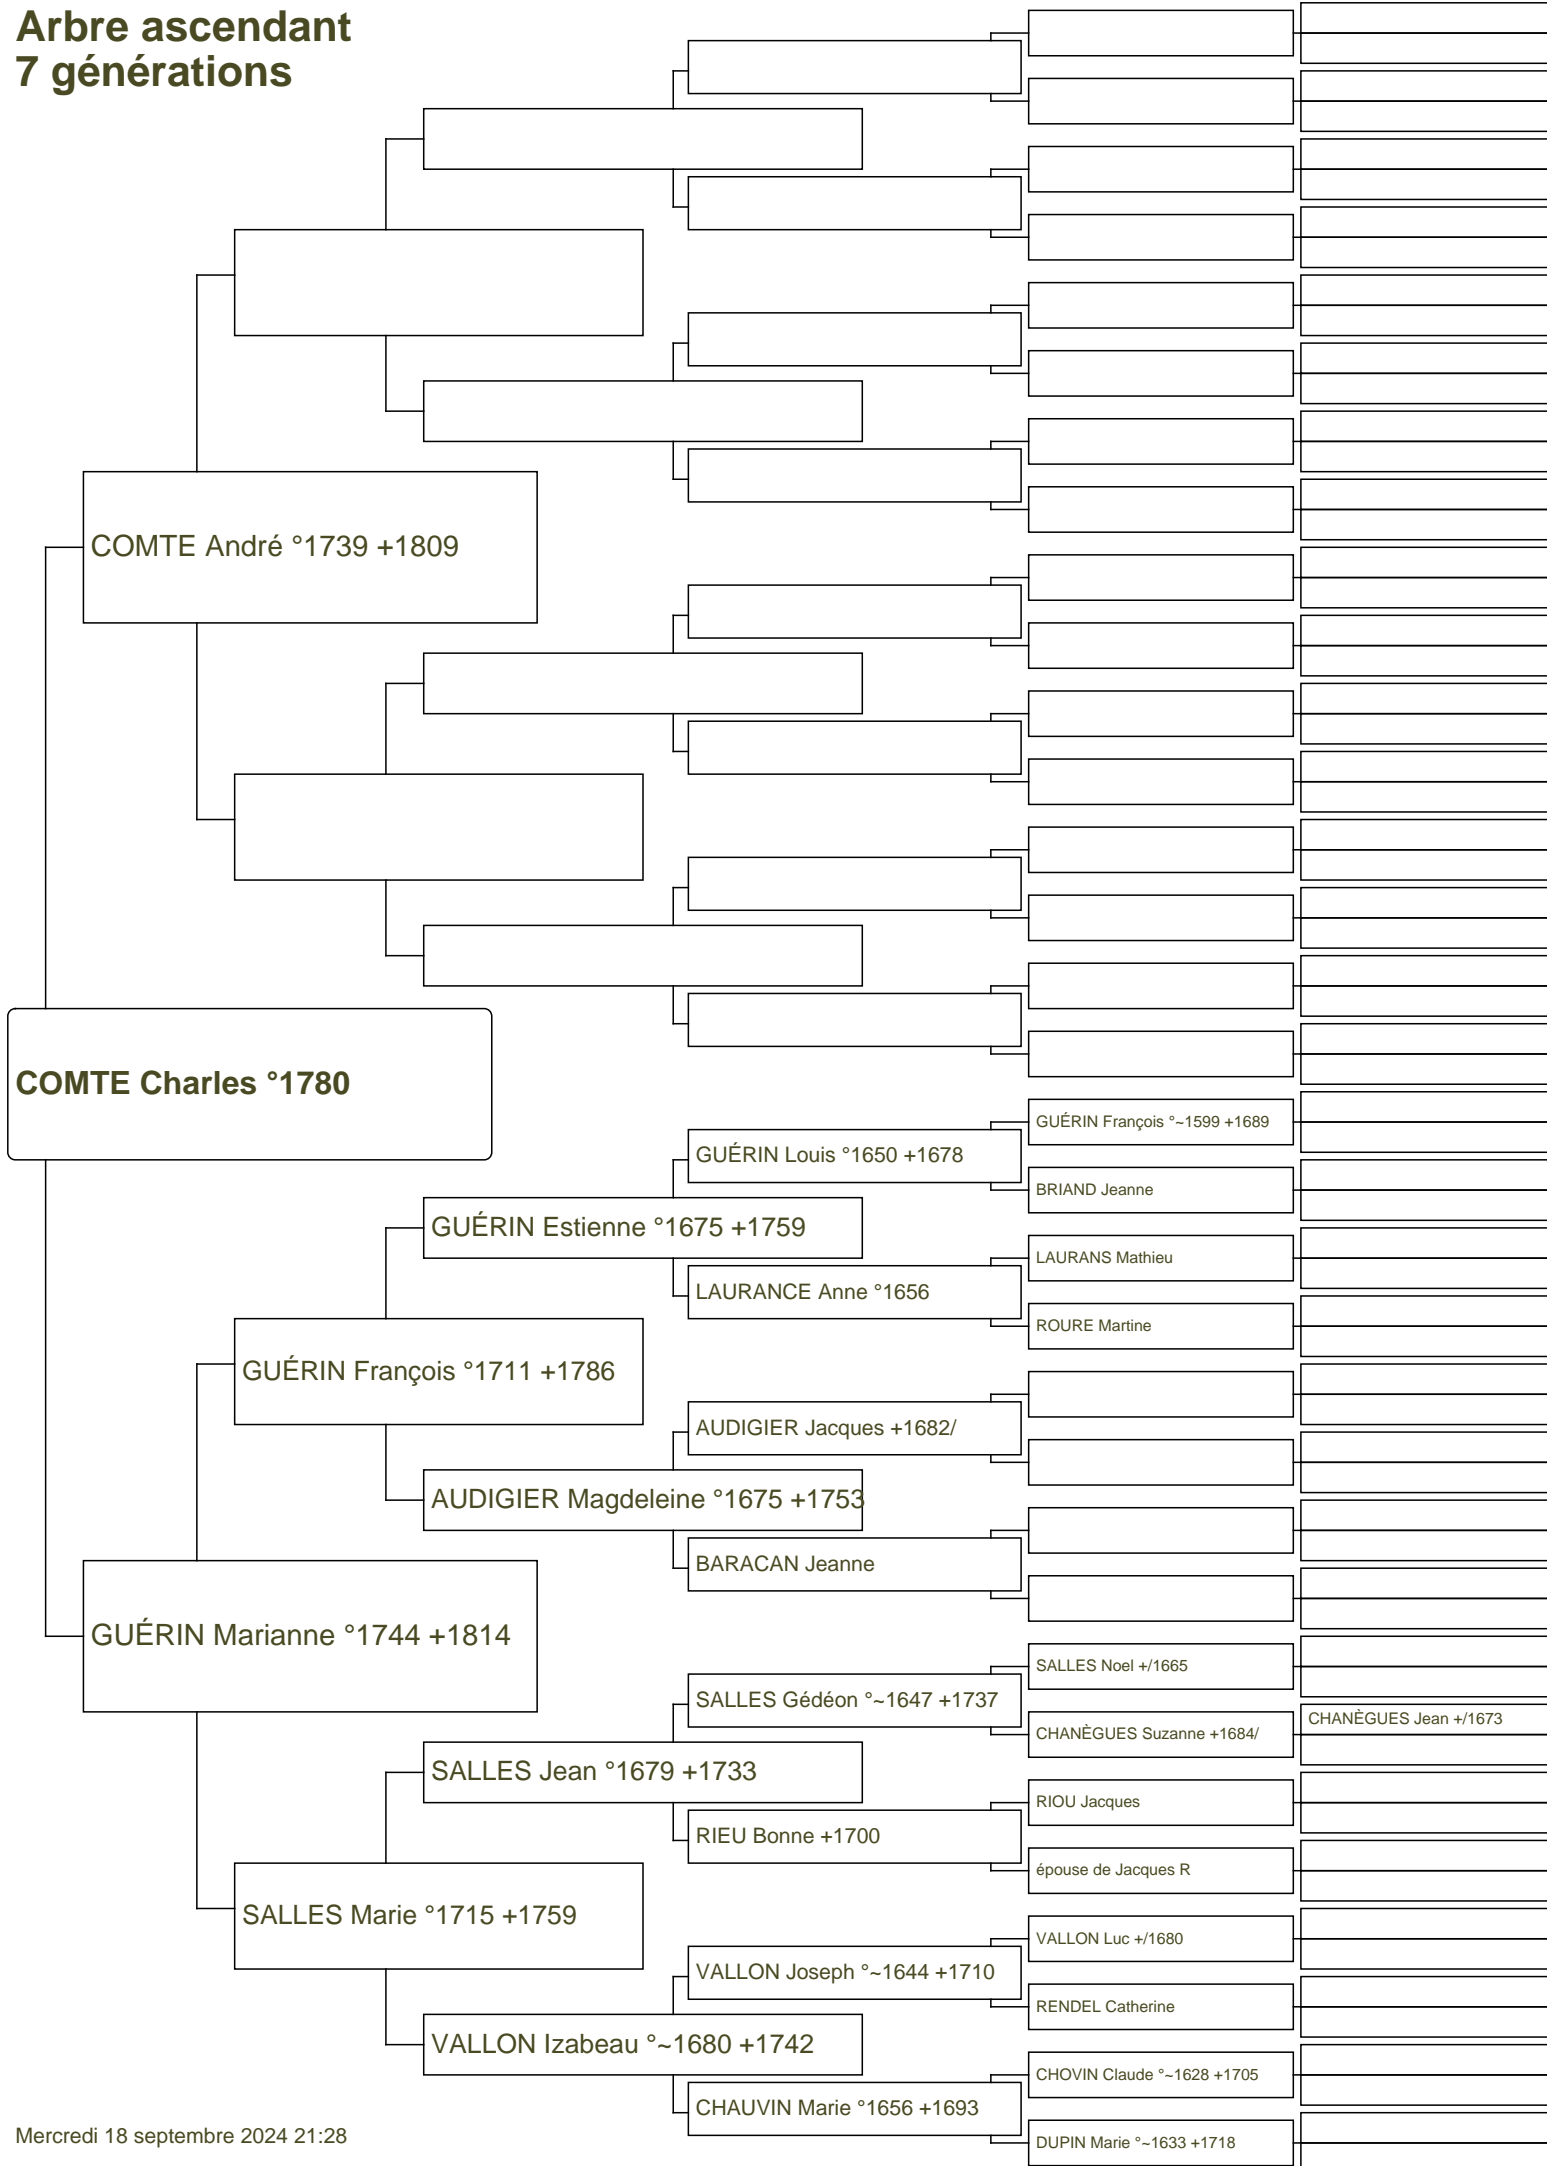 Arbre ascendant
7 générations
COMTE André °1739 +1809
COMTE Charles °1780
GUÉRIN François °~1599 +1689
GUÉRIN Louis °1650 +1678
BRIAND Jeanne
GUÉRIN Estienne °1675 +1759
LAURANS Mathieu
LAURANCE Anne °1656
ROURE Martine
GUÉRIN François °1711 +1786
AUDIGIER Jacques +1682/
AUDIGIER Magdeleine °1675 +1753
BARACAN Jeanne
GUÉRIN Marianne °1744 +1814
SALLES Noel +/1665
SALLES Gédéon °~1647 +1737
CHANÈGUES Jean +/1673
CHANÈGUES Suzanne +1684/
SALLES Jean °1679 +1733
RIOU Jacques
RIEU Bonne +1700
épouse de Jacques R
SALLES Marie °1715 +1759
VALLON Luc +/1680
VALLON Joseph °~1644 +1710
RENDEL Catherine
VALLON Izabeau °~1680 +1742
CHOVIN Claude °~1628 +1705
CHAUVIN Marie °1656 +1693
DUPIN Marie °~1633 +1718
Mercredi 18 septembre 2024 21:28